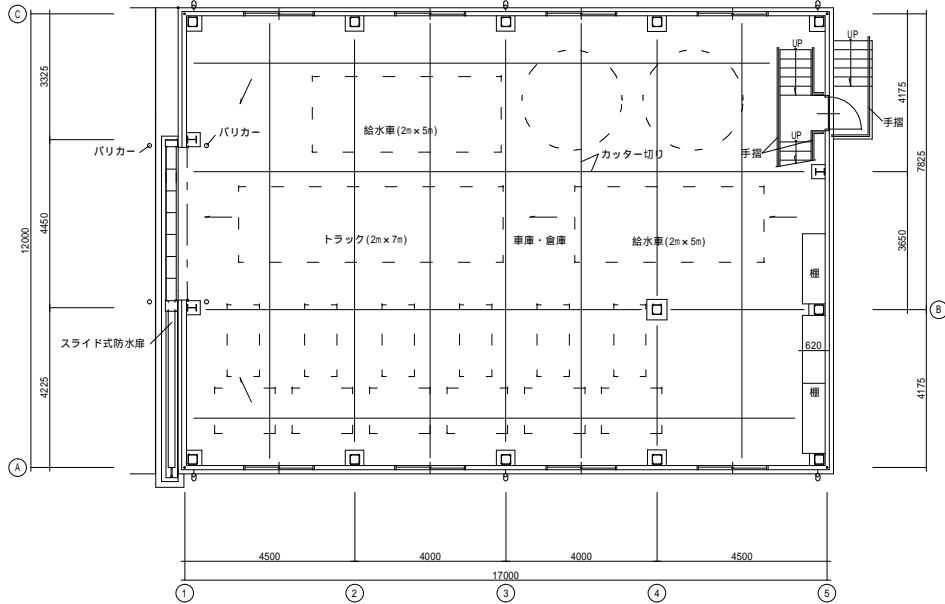 C
UP
UP
3325
4175
給水車(2m×5m)
バリカー
手摺
バリカー
UP
カッター切り
手摺
7825
12000
4450
トラック(2m×7m)
車庫・倉庫
給水車(2m×5m)
3650
棚
B
スライド式防水扉
620
4225
棚
4175
A
4500
4000
4000
4500
17000
1
2
3
4
5